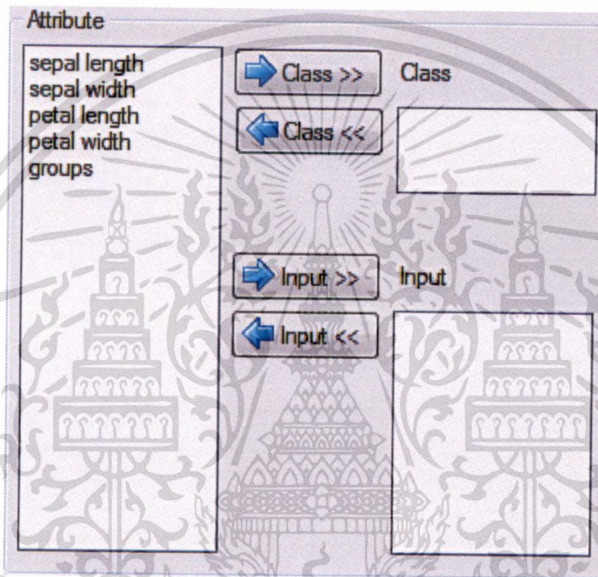 Attribute
sepal length
sepal width
petal length
petal width
groups
Class >>
Class
Class <<
Input >>
Input
Input <<